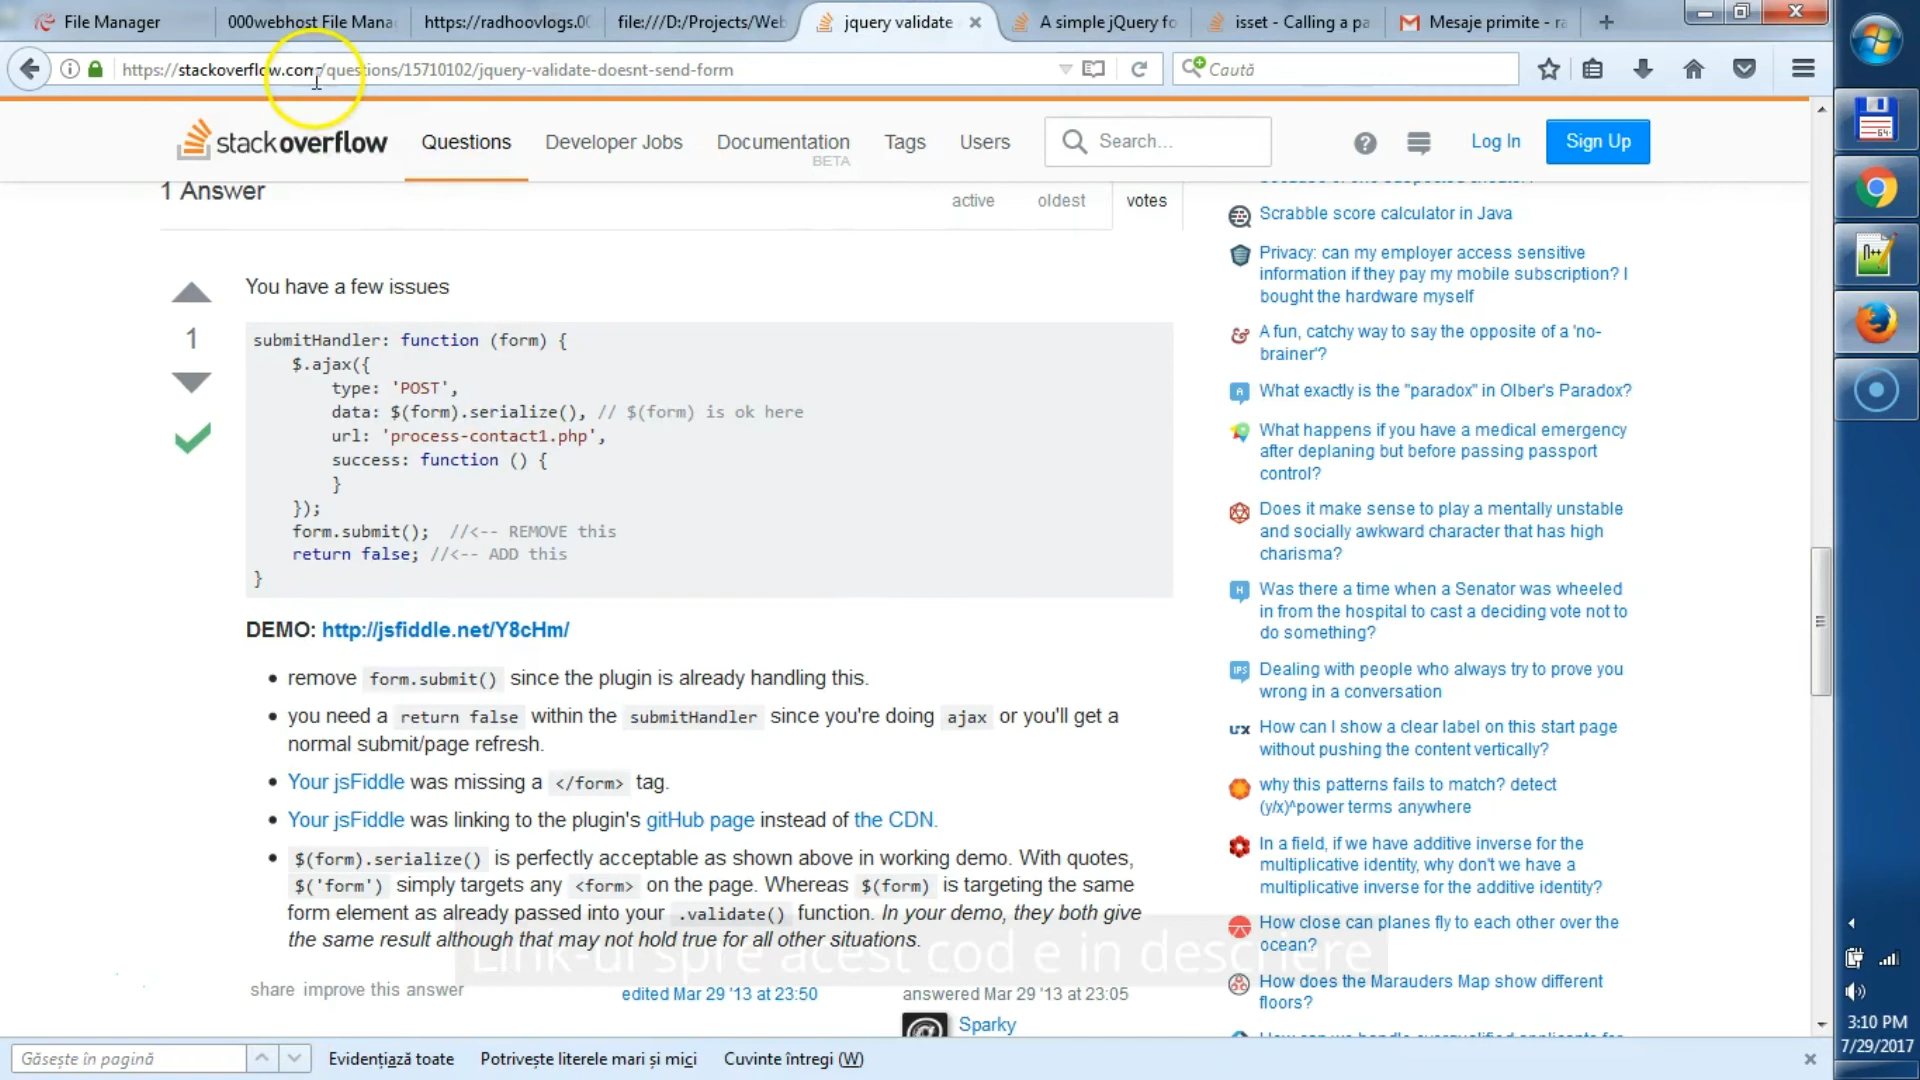 File Manager
000webhost File Mana
https://radhoovlogs.00
file:///D:/Projects/Web
jquery validate
A simple jQuery fo
isset - Calling a pa
Mesaje primite - ra
https://stackoverflow.com/questions/15710102/jquery-validate-doesnt-send-form
Caută
stackoverflow
Questions
Developer Jobs
Documentation
BETA
Tags
Users
Search...
Log In
Sign Up
1 Answer
active
oldest
votes
You have a few issues
1
submitHandler: function (form) {
$.ajax({
type: 'POST',
data: $(form).serialize(), // $(form) is ok here
url: 'process-contact1.php',
success: function () {
}
});
form.submit(); //<-- REMOVE this
return false; //<-- ADD this
}
DEMO: http://jsfiddle.net/Y8cHm/
• remove form.submit() since the plugin is already handling this.
• you need a return false within the submitHandler since you're doing ajax or you'll get a
normal submit/page refresh.
• Your jsFiddle was missing a </form> tag.
• Your jsFiddle was linking to the plugin's gitHub page instead of the CDN.
• $(form).serialize() is perfectly acceptable as shown above in working demo. With quotes,
$('form') simply targets any <form> on the page. Whereas $(form) is targeting the same
form element as already passed into your .validate() function. In your demo, they both give
the same result although that may not hold true for all other situations.
Link-ul spre acest cod e in descriere
share improve this answer
edited Mar 29 '13 at 23:50
answered Mar 29 '13 at 23:05
Sparky
Scrabble score calculator in Java
Privacy: can my employer access sensitive
information if they pay my mobile subscription? I
bought the hardware myself
A fun, catchy way to say the opposite of a 'no-
brainer'?
What exactly is the "paradox" in Olber's Paradox?
What happens if you have a medical emergency
after deplaning but before passing passport
control?
Does it make sense to play a mentally unstable
and socially awkward character that has high
charisma?
Was there a time when a Senator was wheeled
in from the hospital to cast a deciding vote not to
do something?
Dealing with people who always try to prove you
wrong in a conversation
How can I show a clear label on this start page
without pushing the content vertically?
why this patterns fails to match? detect
(y/x)^power terms anywhere
In a field, if we have additive inverse for the
multiplicative identity, why don't we have a
multiplicative inverse for the additive identity?
How close can planes fly to each other over the
ocean?
How does the Marauders Map show different
floors?
Găsește în pagină
Evidențiază toate
Potrivește literele mari și mici
Cuvinte întregi (W)
3:10 PM
7/29/2017